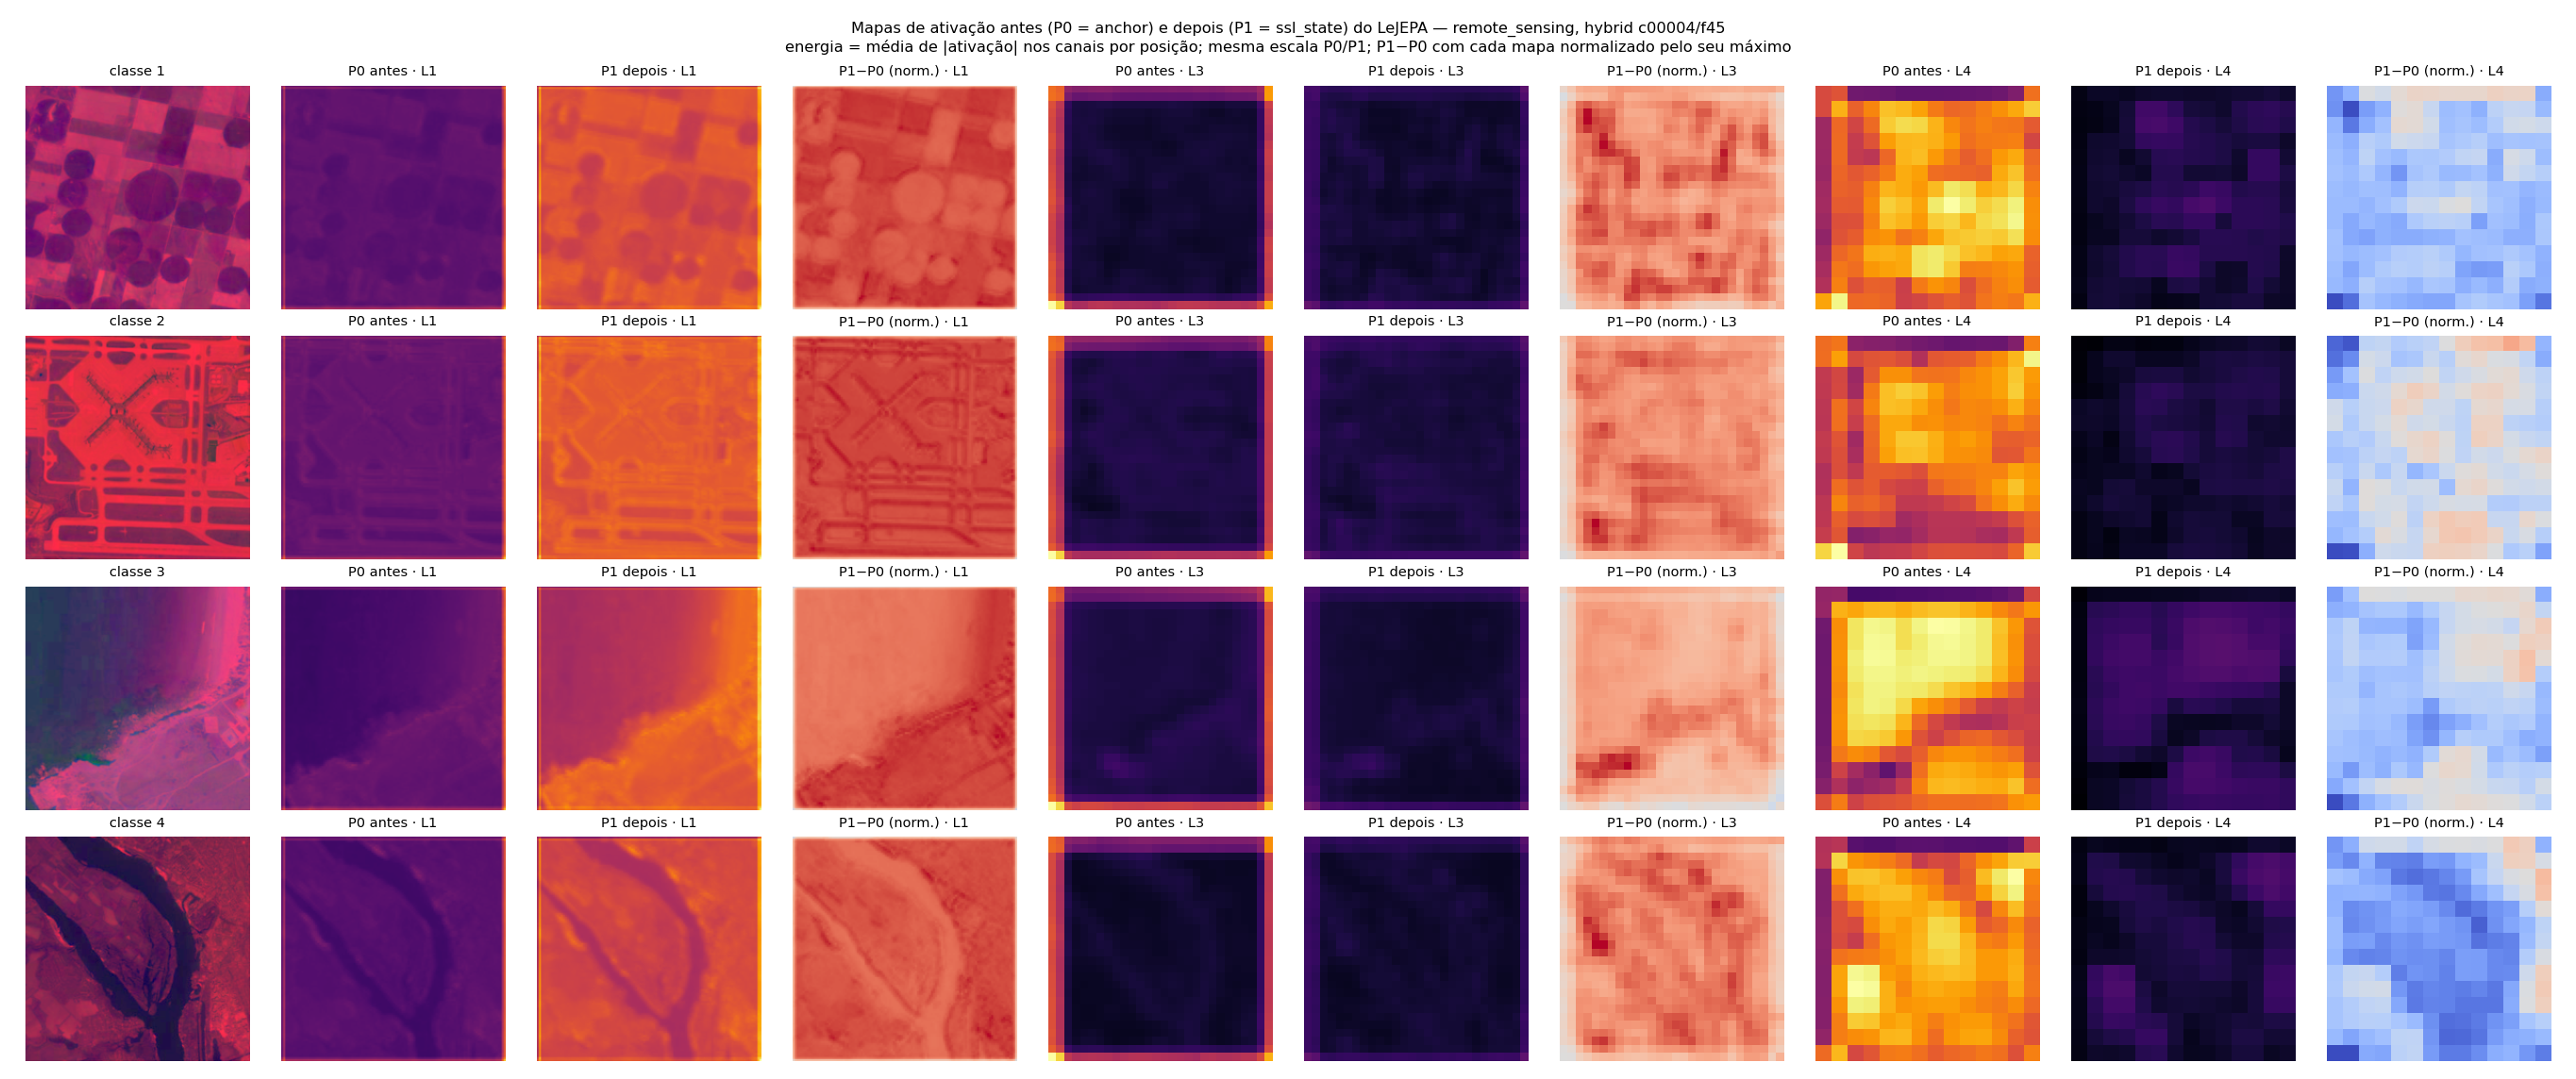 Mapas de ativação antes (P0 = anchor) e depois (P1 = ssl_state) do LeJEPA — remote_sensing, hybrid c00004/f45
energia = média de |ativação| nos canais por posição; mesma escala P0/P1; P1−P0 com cada mapa normalizado pelo seu máximo
classe 1 P0 antes · L1 P1 depois · L1 P1−P0 (norm.) · L1 P0 antes · L3 P1 depois · L3 P1−P0 (norm.) · L3 P0 antes · L4 P1 depois · L4 P1−P0 (norm.) · L4
classe 2 P0 antes · L1 P1 depois · L1 P1−P0 (norm.) · L1 P0 antes · L3 P1 depois · L3 P1−P0 (norm.) · L3 P0 antes · L4 P1 depois · L4 P1−P0 (norm.) · L4
classe 3 P0 antes · L1 P1 depois · L1 P1−P0 (norm.) · L1 P0 antes · L3 P1 depois · L3 P1−P0 (norm.) · L3 P0 antes · L4 P1 depois · L4 P1−P0 (norm.) · L4
classe 4 P0 antes · L1 P1 depois · L1 P1−P0 (norm.) · L1 P0 antes · L3 P1 depois · L3 P1−P0 (norm.) · L3 P0 antes · L4 P1 depois · L4 P1−P0 (norm.) · L4